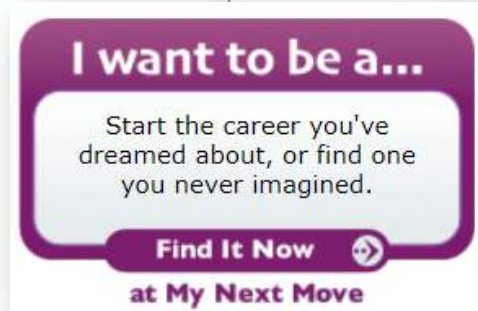 I want to be a...
Start the career you've
dreamed about, or find one
you never imagined.
Find It Now
at My Next Move